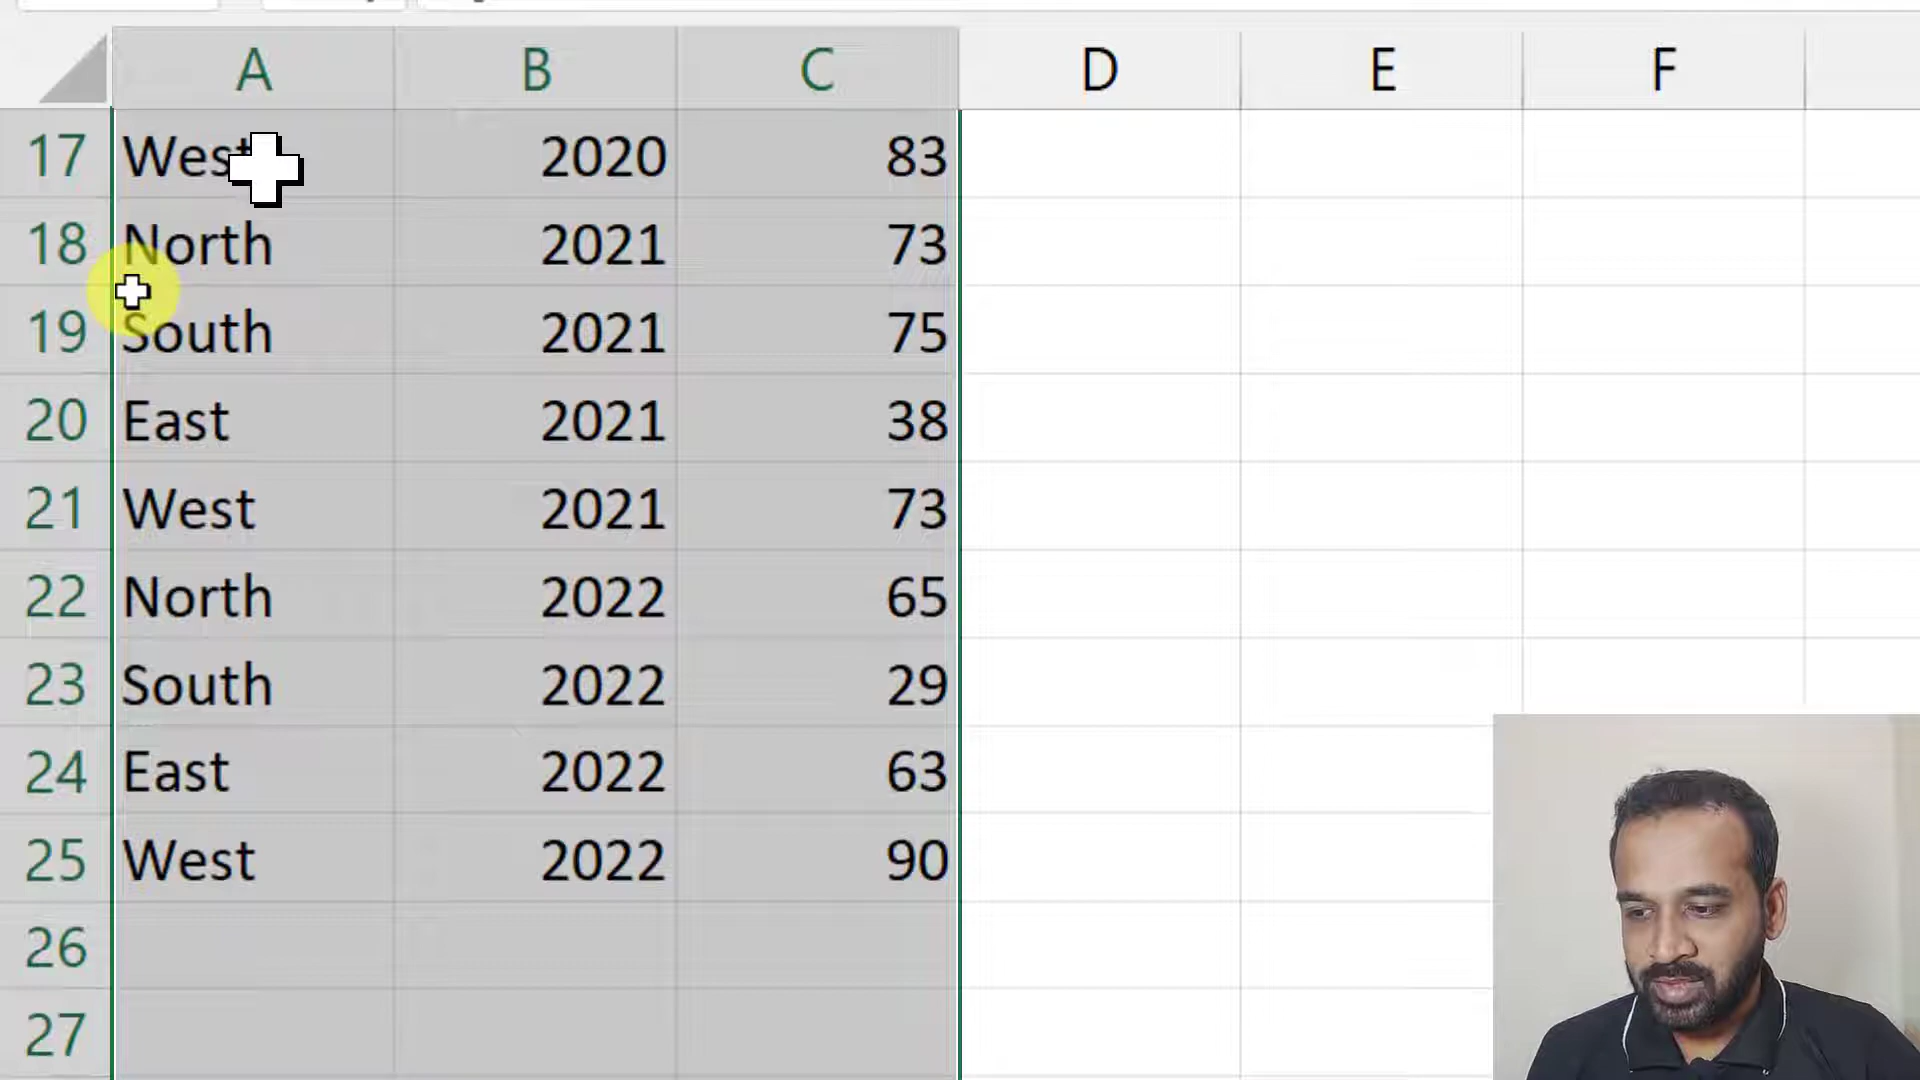 A B C D E F
17 West 2020 83
18 North 2021 73
19 South 2021 75
20 East 2021 38
21 West 2021 73
22 North 2022 65
23 South 2022 29
24 East 2022 63
25 West 2022 90
26
27